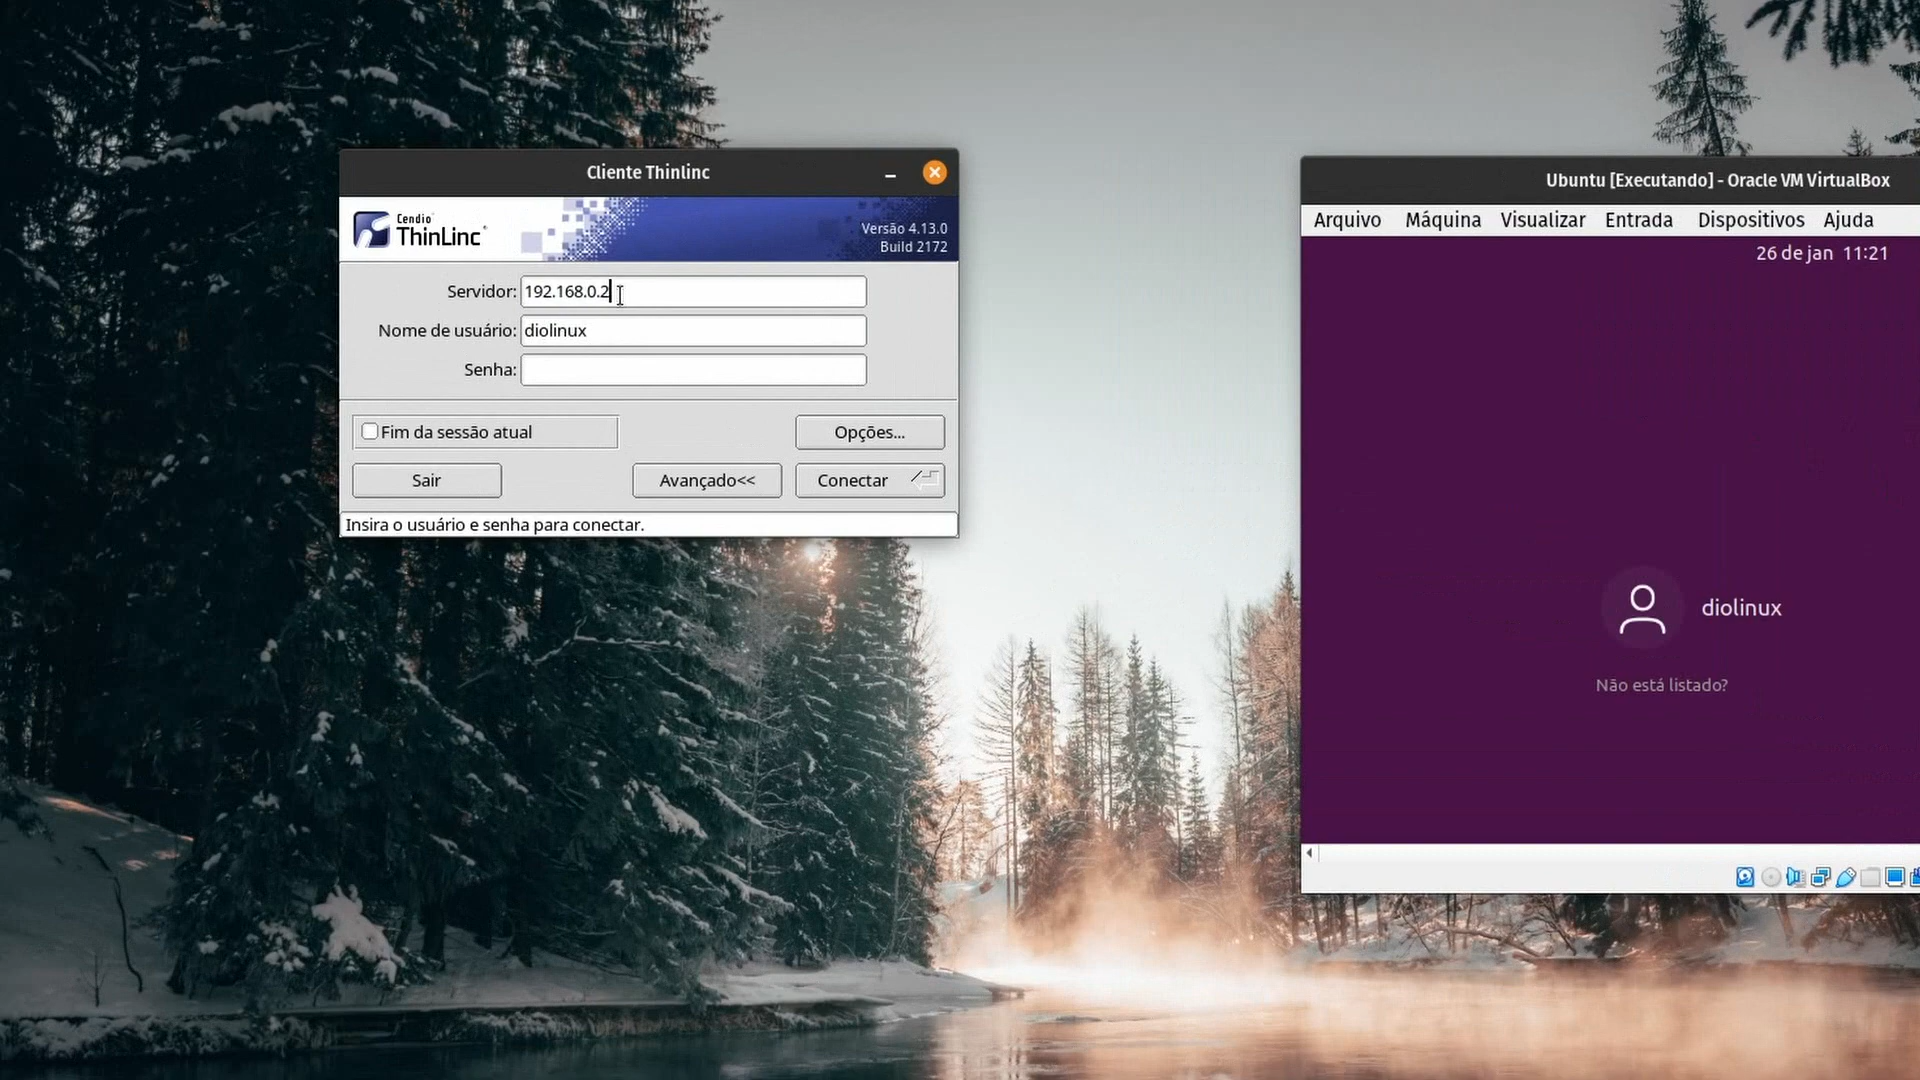 Cliente Thinlinc
Cendio
ThinLinc
Versão 4.13.0
Build 2172
Servidor: 192.168.0.2
Nome de usuário: diolinux
Senha:
Fim da sessão atual
Opções...
Sair
Avançado<<
Conectar
Insira o usuário e senha para conectar.
Ubuntu [Executando] - Oracle VM VirtualBox
Arquivo Máquina Visualizar Entrada Dispositivos Ajuda
26 de jan 11:21
diolinux
Não está listado?